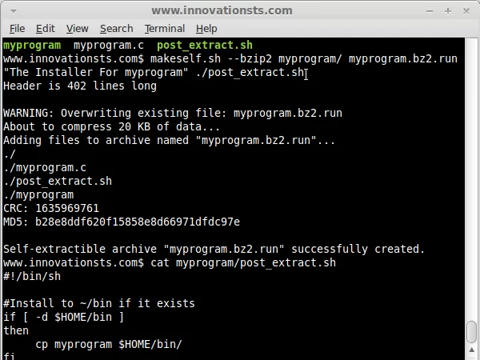 www.innovationsts.com
File Edit View Search Terminal Help
myprogram myprogram.c post_extract.sh
www.innovationsts.com$ makeself.sh --bzip2 myprogram/ myprogram.bz2.run
"The Installer For myprogram" ./post_extract.sh
Header is 402 lines long
WARNING: Overwriting existing file: myprogram.bz2.run
About to compress 20 KB of data...
Adding files to archive named "myprogram.bz2.run"...
./
./myprogram.c
./post_extract.sh
./myprogram
CRC: 1635969761
MD5: b28e8ddf620f15858e8d66971dfdc97e
Self-extractible archive "myprogram.bz2.run" successfully created.
www.innovationsts.com$ cat myprogram/post_extract.sh
#!/bin/sh
#Install to ~/bin if it exists
if [ -d $HOME/bin ]
then
cp myprogram $HOME/bin/
fi